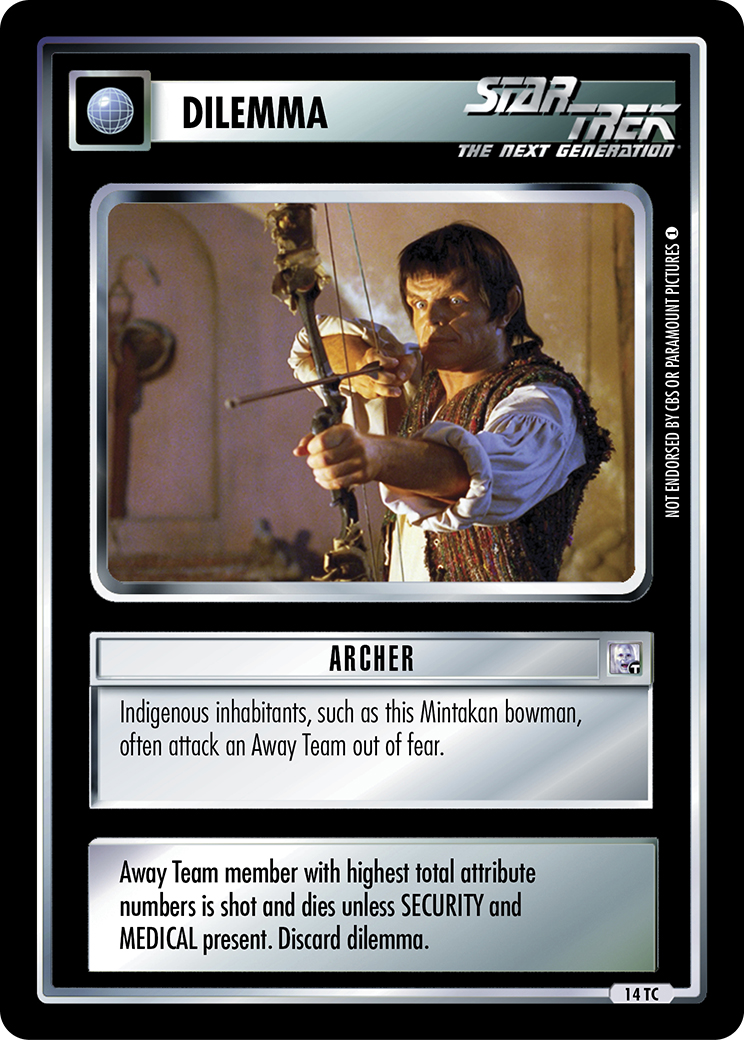 DILEMMA
STAR TREK
THE NEXT GENERATION
NOT ENDORSED BY CBS OR PARAMOUNT PICTURES 1
ARCHER
T
Indigenous inhabitants, such as this Mintakan bowman,
often attack an Away Team out of fear.
Away Team member with highest total attribute
numbers is shot and dies unless SECURITY and
MEDICAL present. Discard dilemma.
14 TC